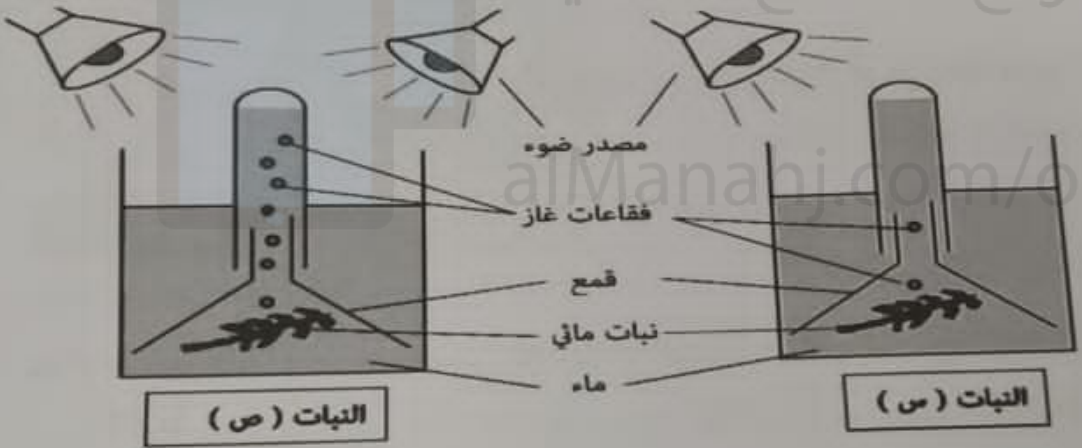 مصدر ضوء
alManahj.com/o
فقاعات غاز
قمع
نبات مائي
ماء
النبات ( س )
النبات ( ص )